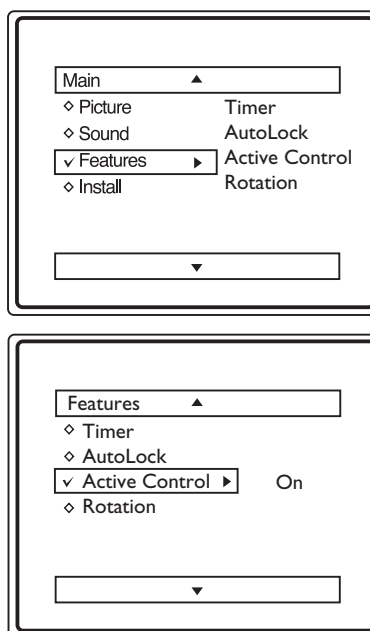 Main ▲
◇ Picture Timer
◇ Sound AutoLock
✓ Features ▶ Active Control
◇ Install Rotation
▼
Features ▲
◇ Timer
◇ AutoLock
✓ Active Control ▶ On
◇ Rotation
▼